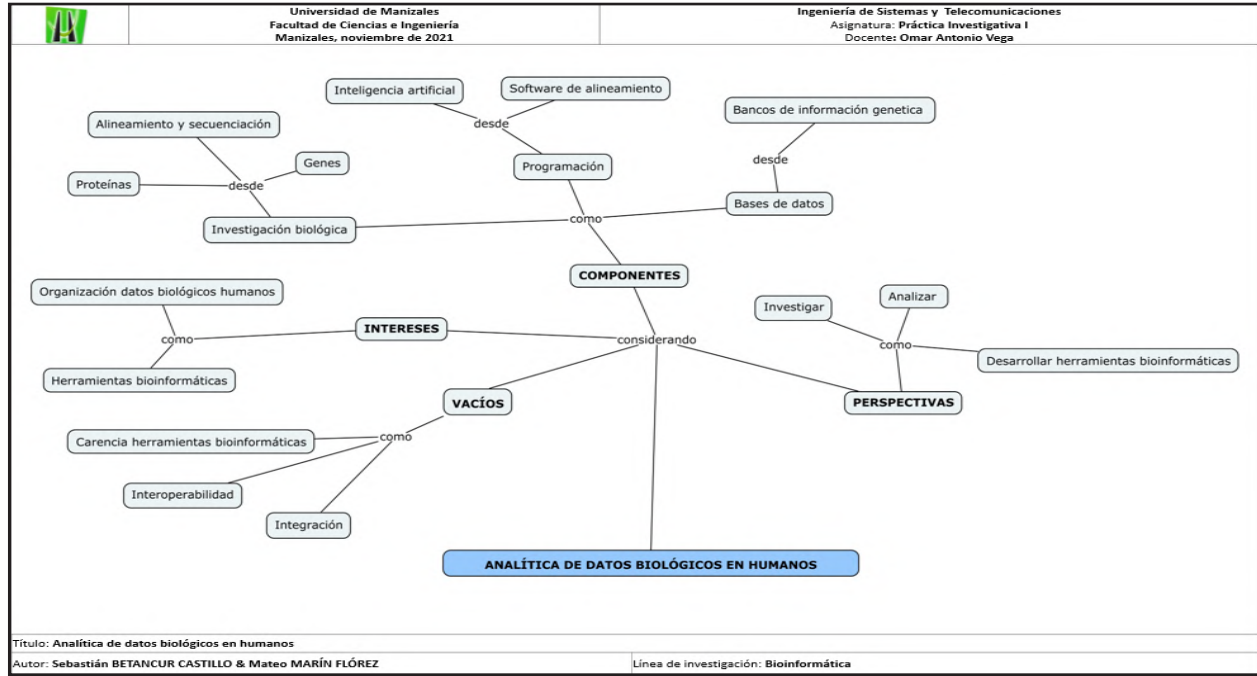 Universidad de Manizales
Facultad de Ciencias e Ingeniería
Manizales, noviembre de 2021
Ingeniería de Sistemas y Telecomunicaciones
Asignatura: Práctica Investigativa I
Docente: Omar Antonio Vega
Inteligencia artificial
Software de alineamiento
desde
Programación
Bancos de información genetica
desde
Bases de datos
Alineamiento y secuenciación
Genes
Proteínas
desde
Investigación biológica
como
COMPONENTES
Organización datos biológicos humanos
como
INTERESES
Herramientas bioinformáticas
considerando
Investigar
Analizar
como
Desarrollar herramientas bioinformáticas
PERSPECTIVAS
VACÍOS
como
Carencia herramientas bioinformáticas
Interoperabilidad
Integración
ANALÍTICA DE DATOS BIOLÓGICOS EN HUMANOS
Título: Analítica de datos biológicos en humanos
Autor: Sebastián BETANCUR CASTILLO & Mateo MARÍN FLÓREZ
Línea de investigación: Bioinformática